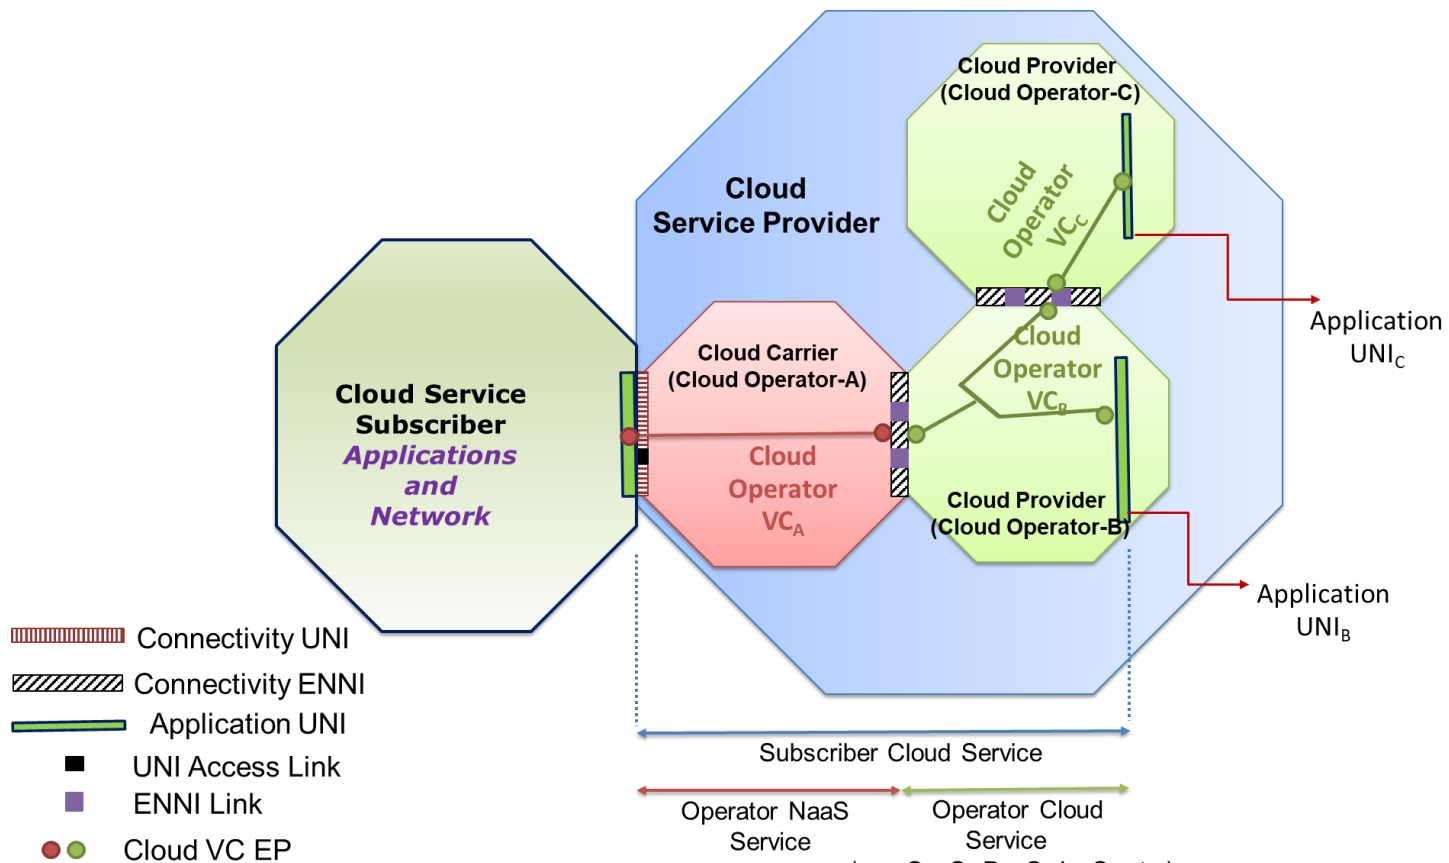 Cloud Provider
(Cloud Operator-C)
Cloud
Operator
VCC
Cloud
Service Provider
Application
UNIC
Cloud Carrier
(Cloud Operator-A)
Cloud
Operator
VCB
Cloud Service
Subscriber
Applications
and
Network
Cloud
Operator
VCA
Cloud Provider
(Cloud Operator-B)
Application
UNIB
Connectivity UNI
Connectivity ENNI
Application UNI
UNI Access Link
ENNI Link
Cloud VC EP
Subscriber Cloud Service
Operator NaaS
Service
Operator Cloud
Service